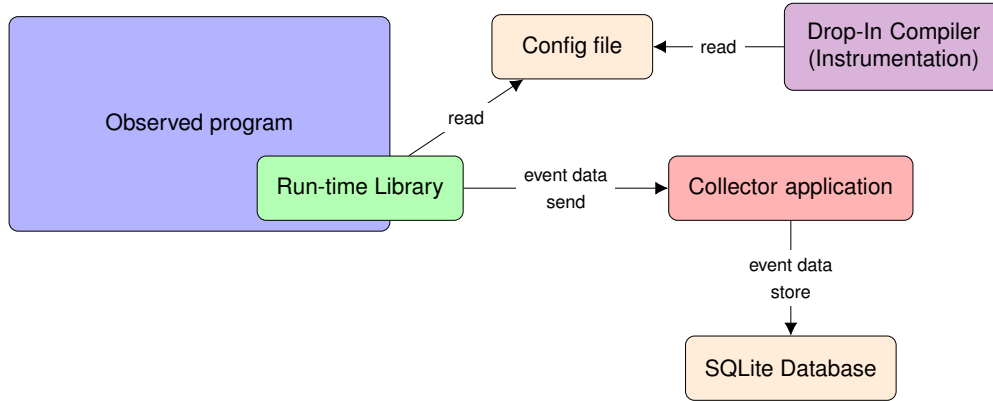 Config file
Drop-In Compiler
(Instrumentation)
read
Observed program
read
Run-time Library
event data
send
Collector application
event data
store
SQLite Database